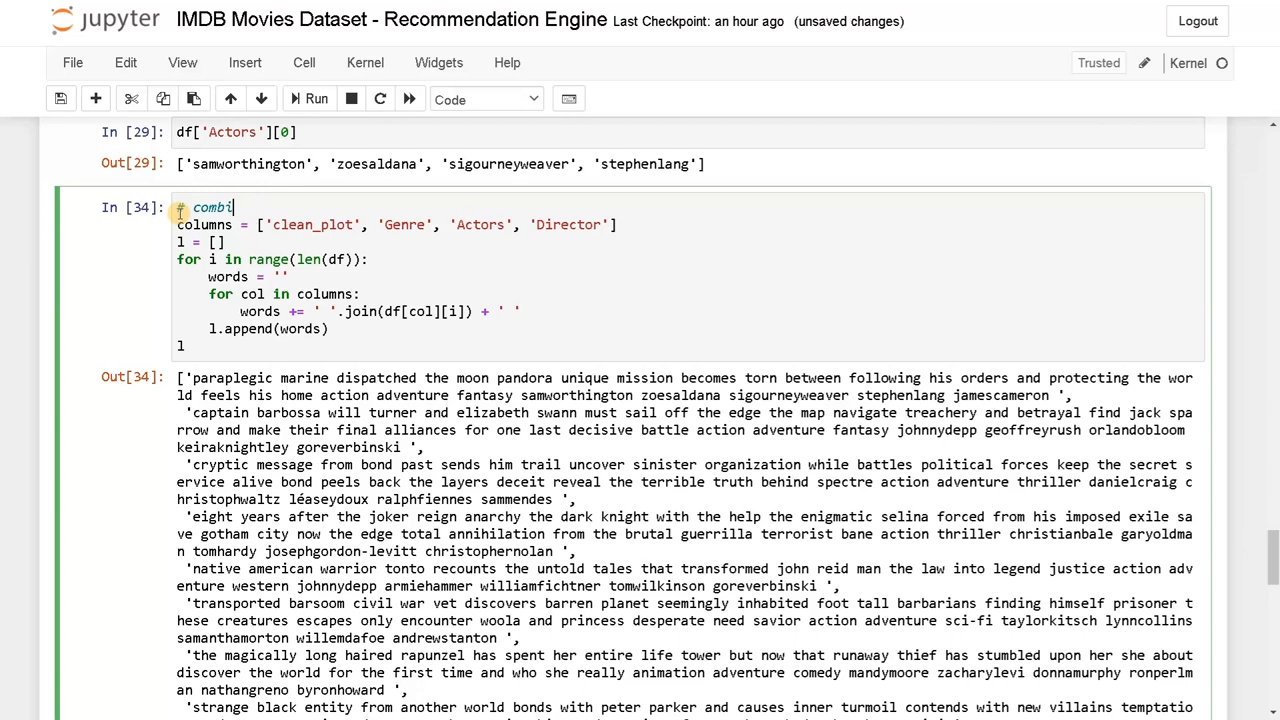 jupyter IMDB Movies Dataset - Recommendation Engine Last Checkpoint: an hour ago (unsaved changes) Logout
File Edit View Insert Cell Kernel Widgets Help Trusted Kernel
Run Code
In [29]: df['Actors'][0]
Out[29]: ['samworthington', 'zoesaldana', 'sigourneyweaver', 'stephenlang']
In [34]: # combi
columns = ['clean_plot', 'Genre', 'Actors', 'Director']
l = []
for i in range(len(df)):
    words = ''
    for col in columns:
        words += ' '.join(df[col][i]) + ' '
    l.append(words)
l
Out[34]: ['paraplegic marine dispatched the moon pandora unique mission becomes torn between following his orders and protecting the wor
ld feels his home action adventure fantasy samworthington zoesaldana sigourneyweaver stephenlang jamescameron ',
'captain barbossa will turner and elizabeth swann must sail off the edge the map navigate treachery and betrayal find jack spa
rrow and make their final alliances for one last decisive battle action adventure fantasy johnnydepp geoffreyrush orlandobloom
keiraknightley goreverbinski ',
'cryptic message from bond past sends him trail uncover sinister organization while battles political forces keep the secret s
ervice alive bond peels back the layers deceit reveal the terrible truth behind spectre action adventure thriller danielcraig c
hristophwaltz léaseydoux ralphfiennes sammendes ',
'eight years after the joker reign anarchy the dark knight with the help the enigmatic selina forced from his imposed exile sa
ve gotham city now the edge total annihilation from the brutal guerrilla terrorist bane action thriller christianbale garyoldma
n tomhardy josephgordon-levitt christophernolan ',
'native american warrior tonto recounts the untold tales that transformed john reid man the law into legend justice action adv
enture western johnnydepp armiehammer williamfichtner tomwilkinson goreverbinski ',
'transported barsoom civil war vet discovers barren planet seemingly inhabited foot tall barbarians finding himself prisoner t
hese creatures escapes only encounter woola and princess desperate need savior action adventure sci-fi taylorkitsch lynncollins
samanthamorton willemdafoe andrewstanton ',
'the magically long haired rapunzel has spent her entire life tower but now that runaway thief has stumbled upon her she about
discover the world for the first time and who she really animation adventure comedy mandymoore zacharylevi donnamurphy ronperlm
an nathangreno byronhoward ',
'strange black entity from another world bonds with peter parker and causes inner turmoil contends with new villains temptatio